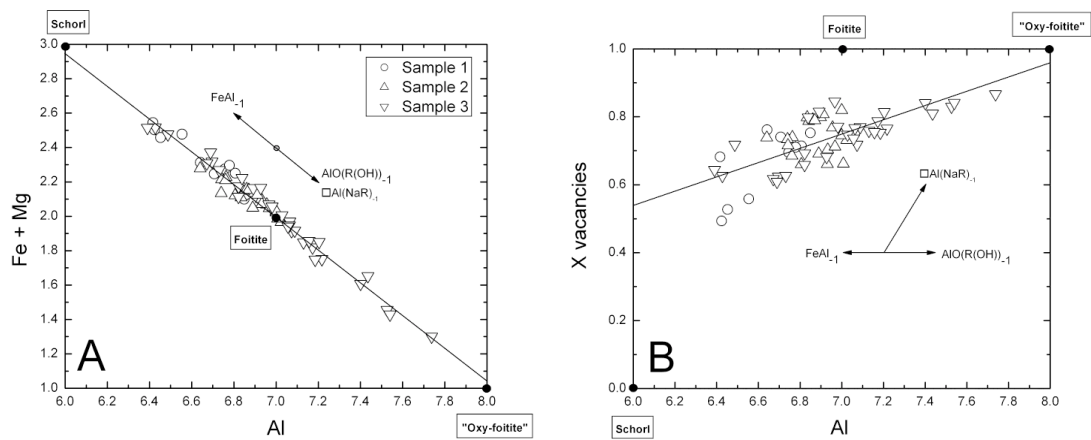 Schorl
3.0
2.8
2.6
2.4
2.2
2.0
1.8
1.6
1.4
1.2
1.0
Fe + Mg
Sample 1
Sample 2
Sample 3
FeAl-1
AlO(R(OH))-1
□Al(NaR)-1
Foitite
A
6.0 6.2 6.4 6.6 6.8 7.0 7.2 7.4 7.6 7.8 8.0
Al
"Oxy-foitite"
Foitite
"Oxy-foitite"
1.0
0.8
0.6
0.4
0.2
0.0
X vacancies
□Al(NaR)-1
FeAl-1
AlO(R(OH))-1
B
6.0 6.2 6.4 6.6 6.8 7.0 7.2 7.4 7.6 7.8 8.0
Schorl
Al